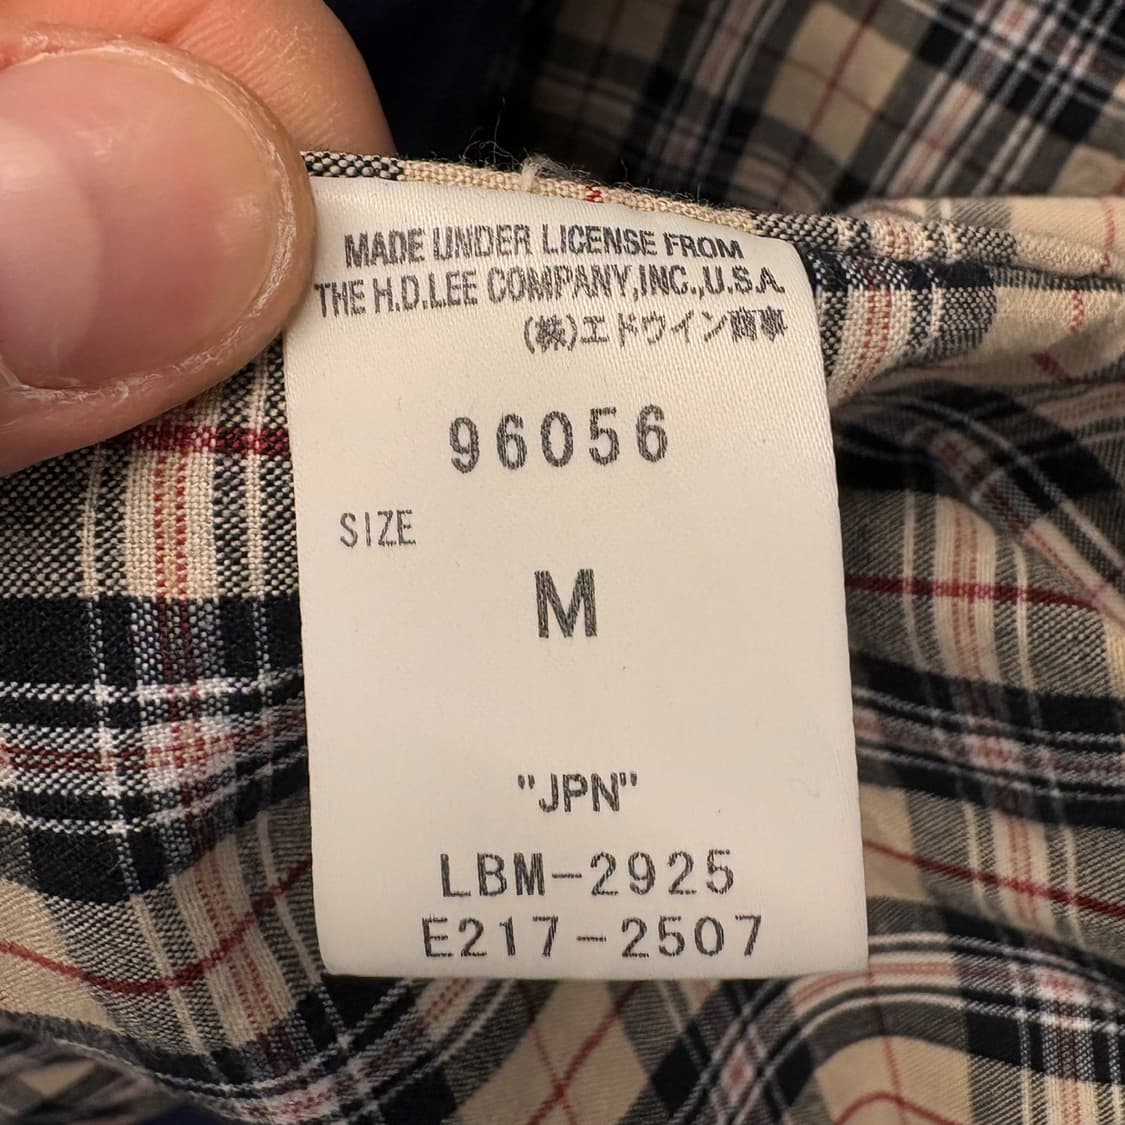 MADE UNDER LICENSE FROM
THE H.D.LEE COMPANY,INC.,U.S.A.
(株)エドウイン商事
96056
SIZE
M
"JPN"
LBM-2925
E217-2507